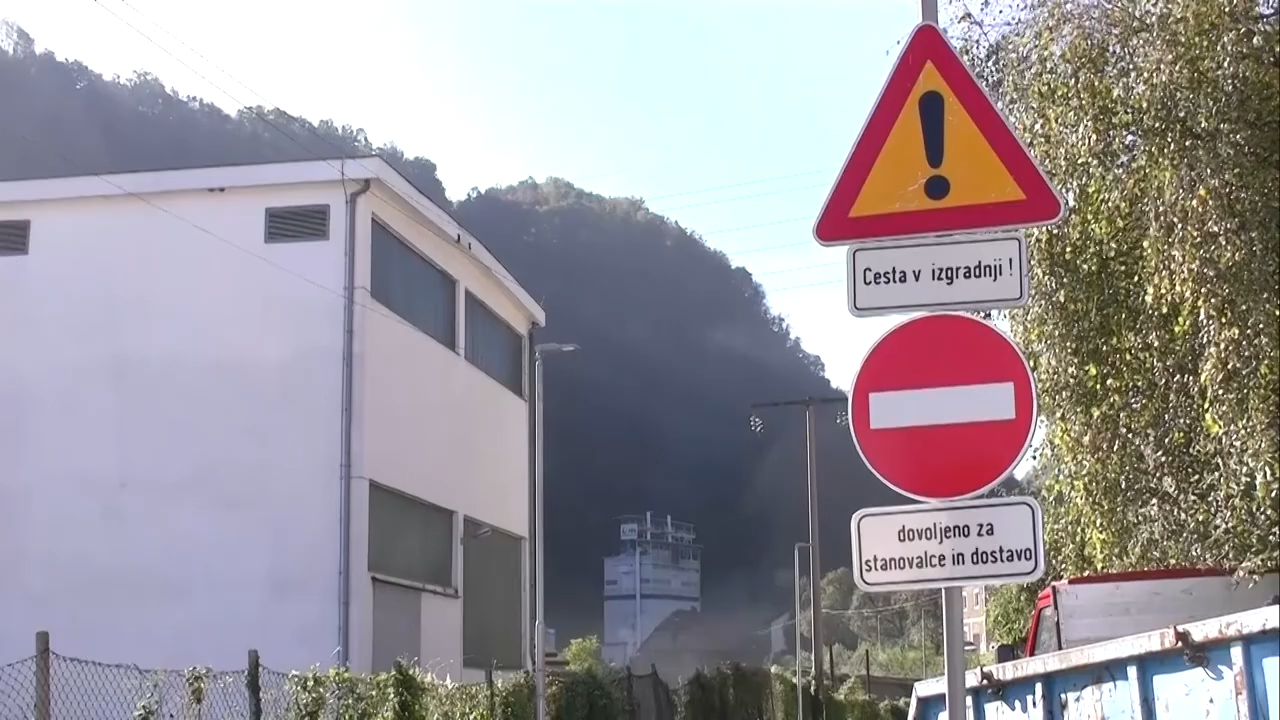 Cesta v izgradnji !
dovoljeno za
stanovalce in dostavo